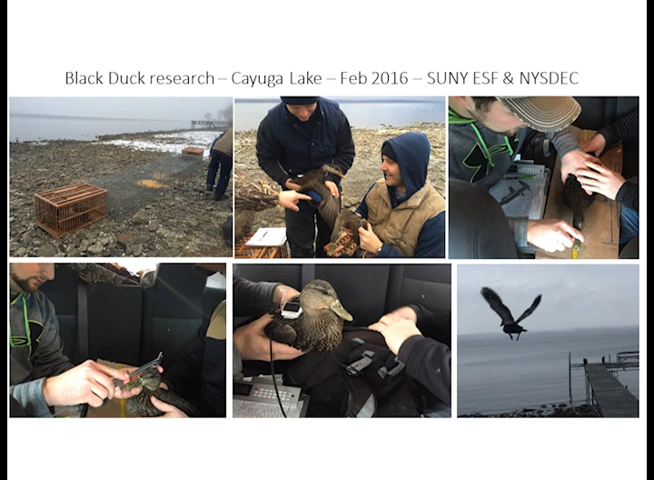 Black Duck research – Cayuga Lake – Feb 2016 – SUNY ESF & NYSDEC